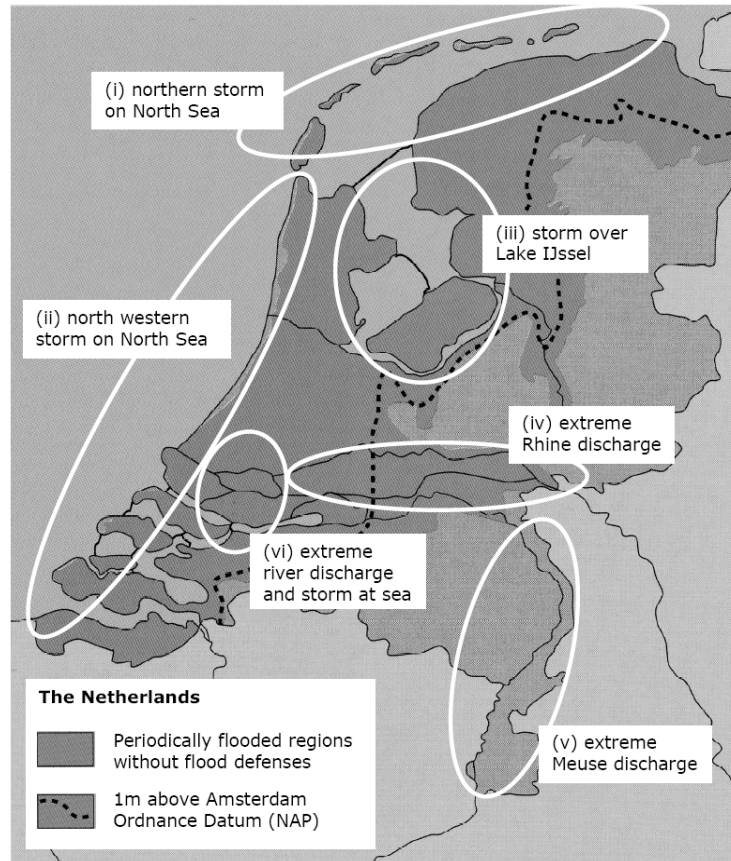 (i) northern storm
on North Sea
(iii) storm over
Lake IJssel
(ii) north western
storm on North Sea
(iv) extreme
Rhine discharge
(vi) extreme
river discharge
and storm at sea
The Netherlands
Periodically flooded regions
without flood defenses
1m above Amsterdam
Ordnance Datum (NAP)
(v) extreme
Meuse discharge